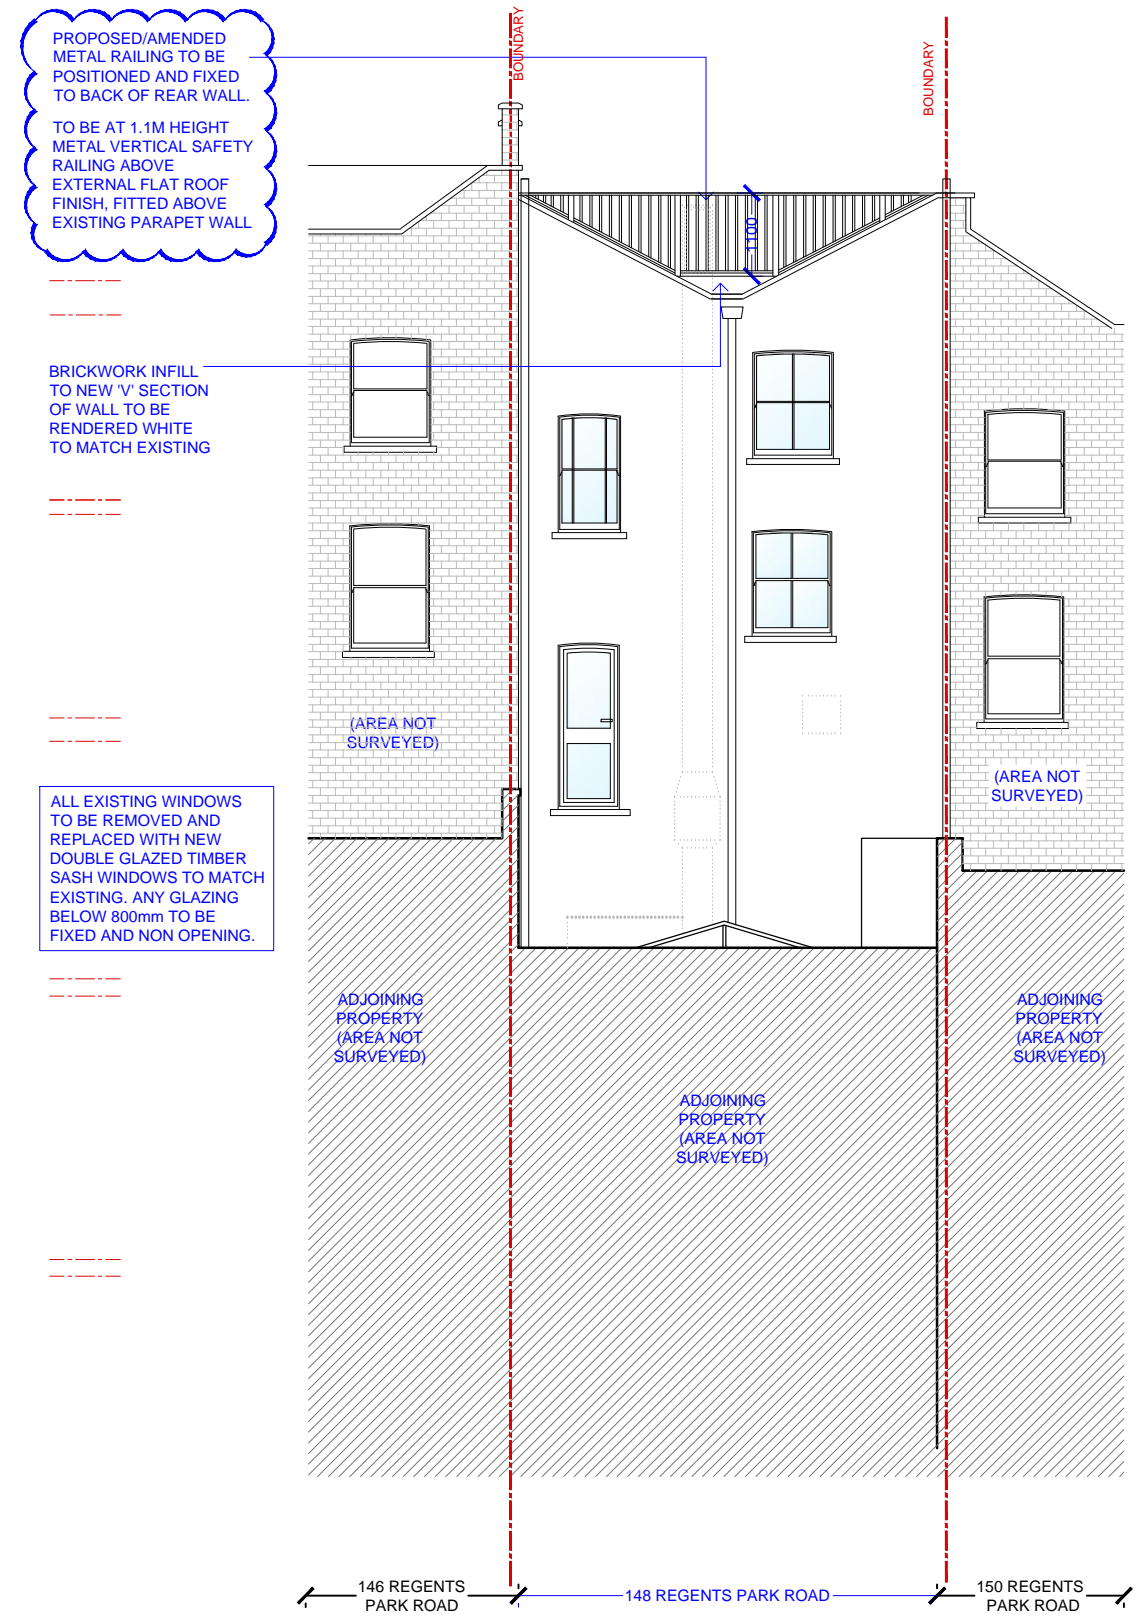 PROPOSED/AMENDED
METAL RAILING TO BE
POSITIONED AND FIXED
TO BACK OF REAR WALL.
TO BE AT 1.1M HEIGHT
METAL VERTICAL SAFETY
RAILING ABOVE
EXTERNAL FLAT ROOF
FINISH, FITTED ABOVE
EXISTING PARAPET WALL
BOUNDARY
BOUNDARY
1100
BRICKWORK INFILL
TO NEW 'V' SECTION
OF WALL TO BE
RENDERED WHITE
TO MATCH EXISTING
(AREA NOT
SURVEYED)
(AREA NOT
SURVEYED)
ALL EXISTING WINDOWS
TO BE REMOVED AND
REPLACED WITH NEW
DOUBLE GLAZED TIMBER
SASH WINDOWS TO MATCH
EXISTING. ANY GLAZING
BELOW 800mm TO BE
FIXED AND NON OPENING.
ADJOINING
PROPERTY
(AREA NOT
SURVEYED)
ADJOINING
PROPERTY
(AREA NOT
SURVEYED)
ADJOINING
PROPERTY
(AREA NOT
SURVEYED)
146 REGENTS
PARK ROAD
148 REGENTS PARK ROAD
150 REGENTS
PARK ROAD